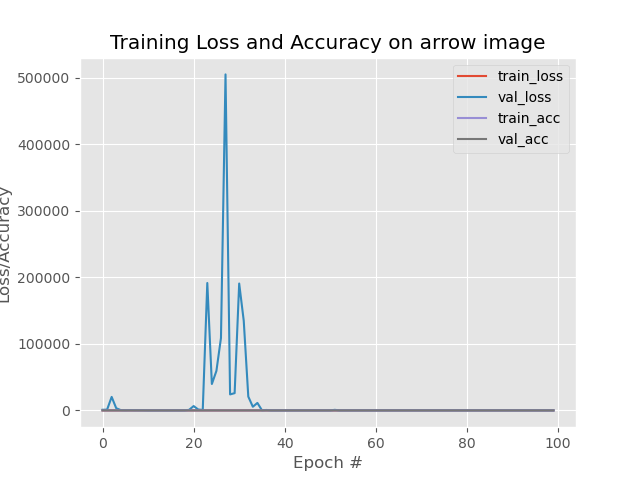 Training Loss and Accuracy on arrow image
500000
400000
300000
200000
100000
0
Loss/Accuracy
train_loss
val_loss
train_acc
val_acc
0 20 40 60 80 100
Epoch #